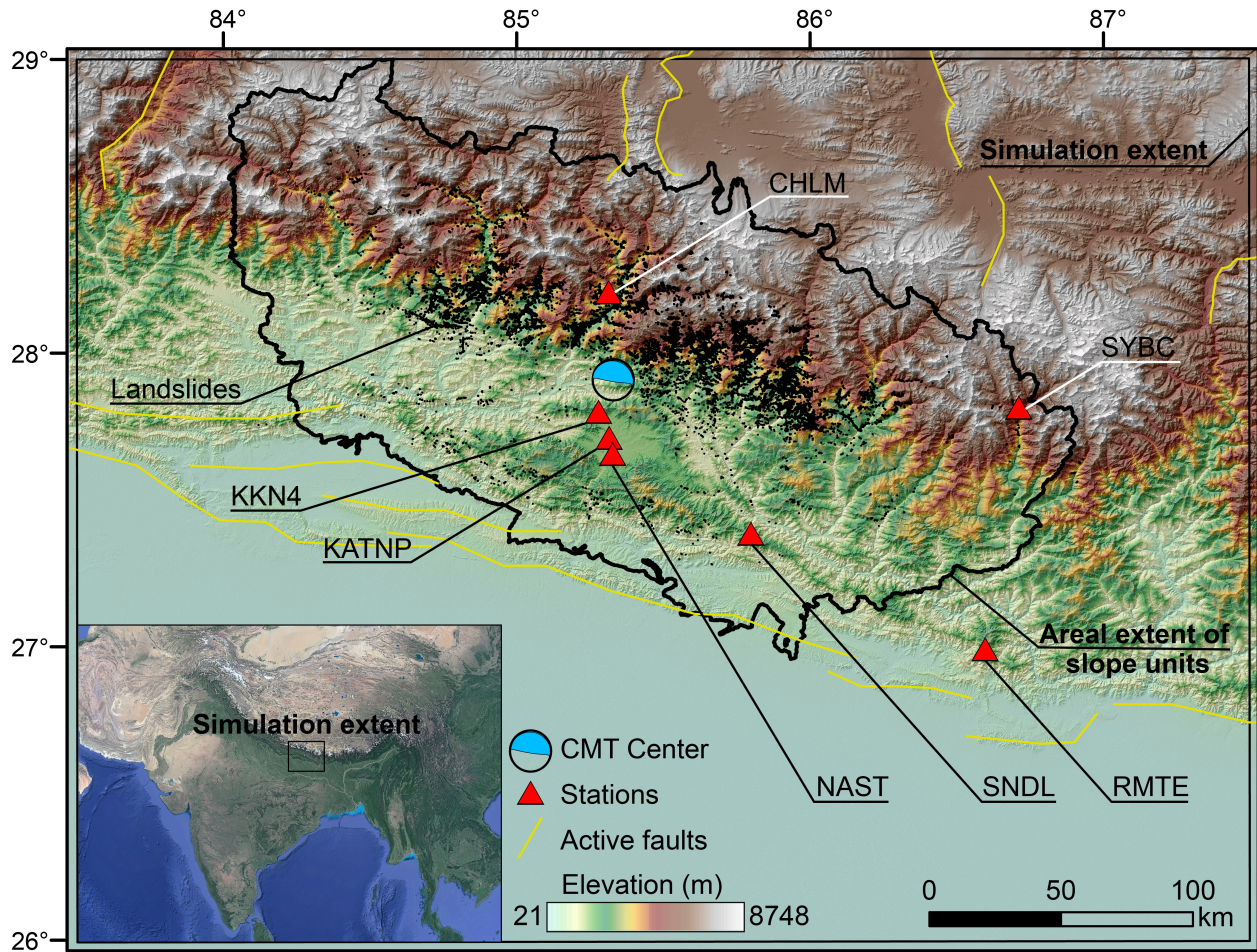 84°
85°
86°
87°
29°
28°
27°
26°
Simulation extent
CHLM
SYBC
Landslides
KKN4
KATNP
Areal extent of
slope units
Simulation extent
CMT Center
NAST
SNDL
RMTE
Stations
Active faults
Elevation (m)
21
8748
0
50
100
km